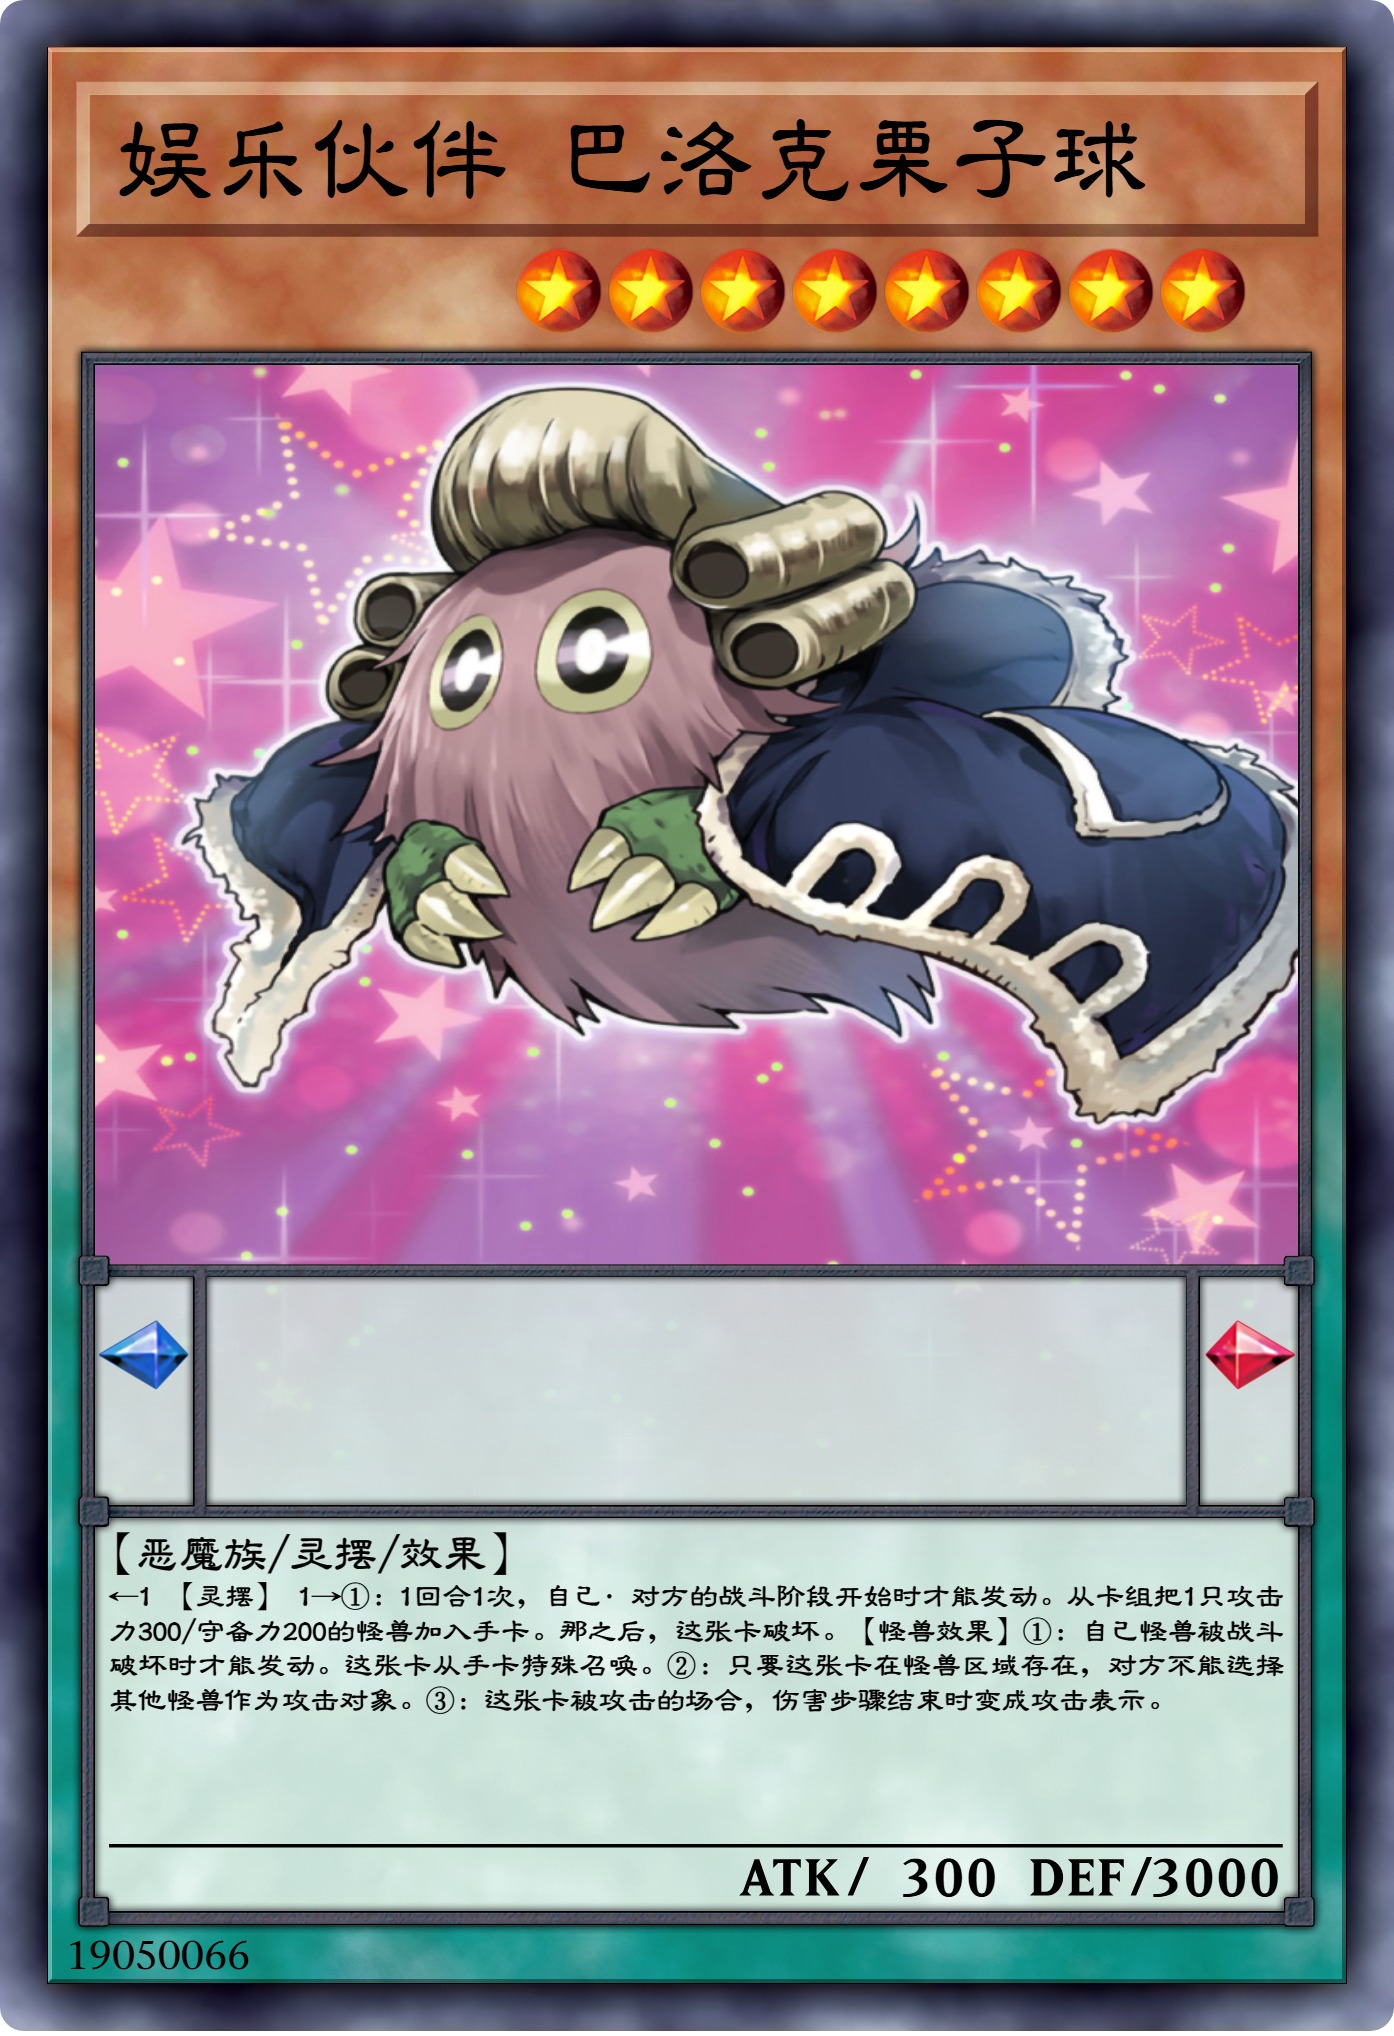 娱乐伙伴 巴洛克栗子球
【恶魔族/灵摆/效果】
←1 【灵摆】 1→①：1回合1次，自己·对方的战斗阶段开始时才能发动。从卡组把1只攻击
力300/守备力200的怪兽加入手卡。那之后，这张卡破坏。【怪兽效果】①：自己怪兽被战斗
破坏时才能发动。这张卡从手卡特殊召唤。②：只要这张卡在怪兽区域存在，对方不能选择
其他怪兽作为攻击对象。③：这张卡被攻击的场合，伤害步骤结束时变成攻击表示。
ATK/ 300 DEF/3000
19050066